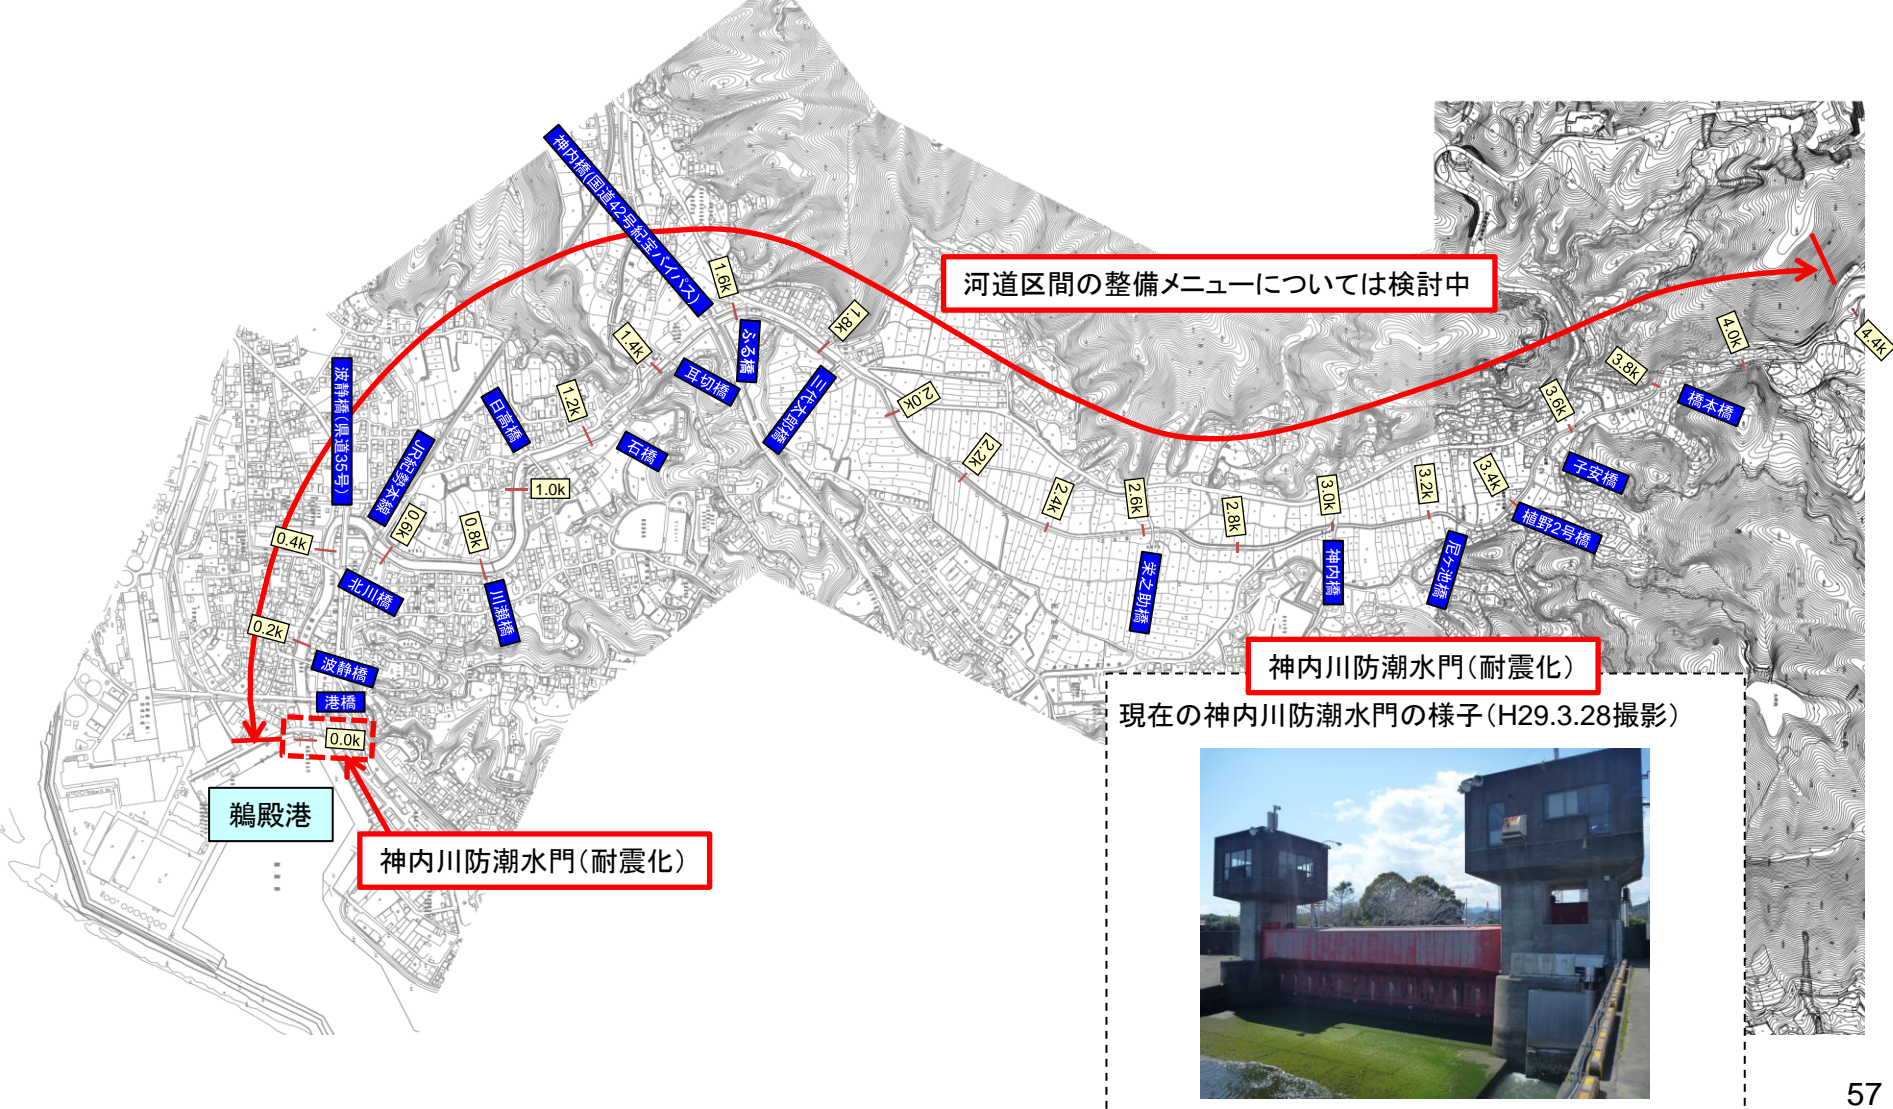 神内橋(国道42号紀宝バイパス)
河道区間の整備メニューについては検討中
1.6k
1.8k
1.4k
ふる橋
耳切橋
三代太郎橋
波静橋(県道35号)
JR紀勢本線
日高橋
1.2k
石橋
1.0k
2.0k
2.2k
2.4k
2.6k
2.8k
3.0k
3.2k
3.4k
3.6k
3.8k
4.0k
4.4k
橋本橋
子安橋
植野2号橋
尼ケ池橋
神内橋
栄之助橋
0.4k
0.6k
0.8k
北川橋
川瀬橋
0.2k
波静橋
港橋
0.0k
鵜殿港
神内川防潮水門(耐震化)
神内川防潮水門(耐震化)
現在の神内川防潮水門の様子(H29.3.28撮影)
57